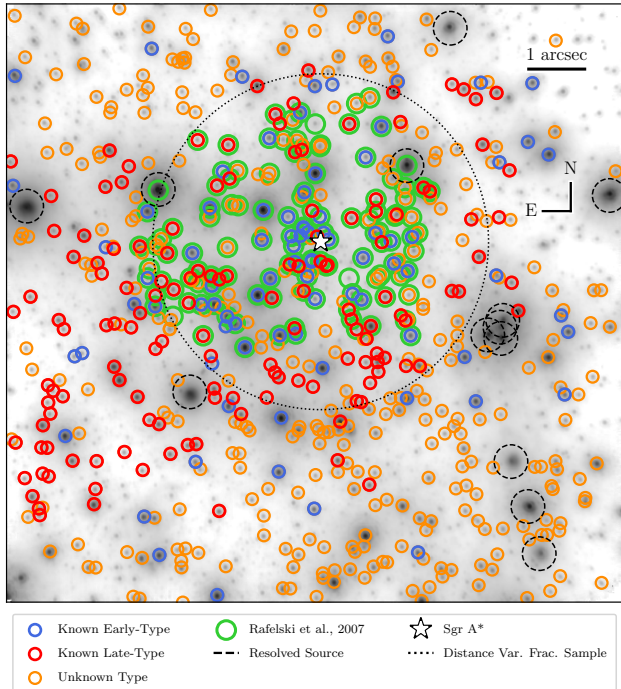 1 arcsec
N
E
Known Early-Type
Rafelski et al., 2007
Sgr A*
Known Late-Type
Resolved Source
Distance Var. Frac. Sample
Unknown Type